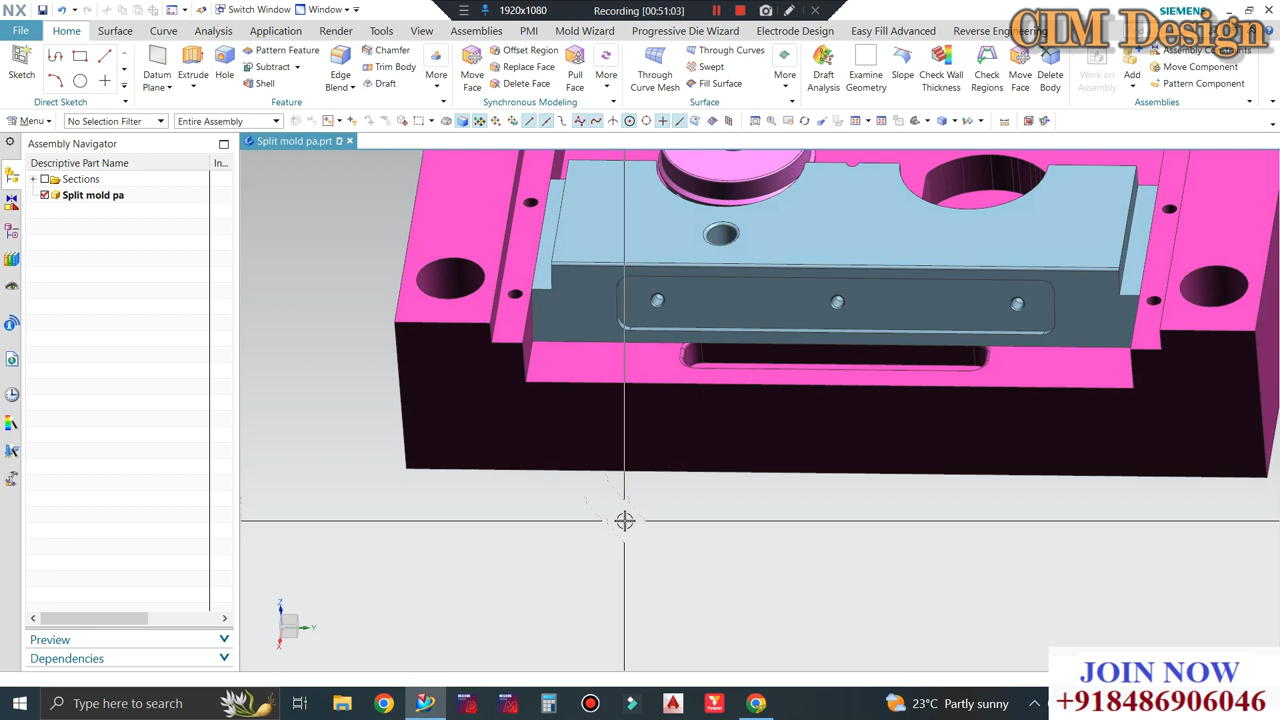 NX
Switch Window
Window
1920x1080
Recording [00:51:03]
SIEMENS
CIM Design
File
Home
Surface
Curve
Analysis
Application
Render
Tools
View
Assemblies
PMI
Mold Wizard
Progressive Die Wizard
Electrode Design
Easy Fill Advanced
Reverse Engineering
Sketch
Direct Sketch
Datum Plane
Extrude
Hole
Pattern Feature
Subtract
Shell
Edge Blend
Chamfer
Trim Body
Draft
More
Feature
Move Face
Offset Region
Replace Face
Delete Face
Pull Face
More
Synchronous Modeling
Through Curve Mesh
Through Curves
Swept
Fill Surface
More
Surface
Draft Analysis
Examine Geometry
Slope
Check Wall Thickness
Check Regions
Move Face
Delete Body
Work on Assembly
Add
Assembly Constraints
Move Component
Pattern Component
Assemblies
Menu
No Selection Filter
Entire Assembly
Assembly Navigator
Split mold pa.prt
Descriptive Part Name
In...
Sections
Split mold pa
Z
Y
X
Preview
Dependencies
JOIN NOW
+918486906046
Type here to search
23°C Partly sunny